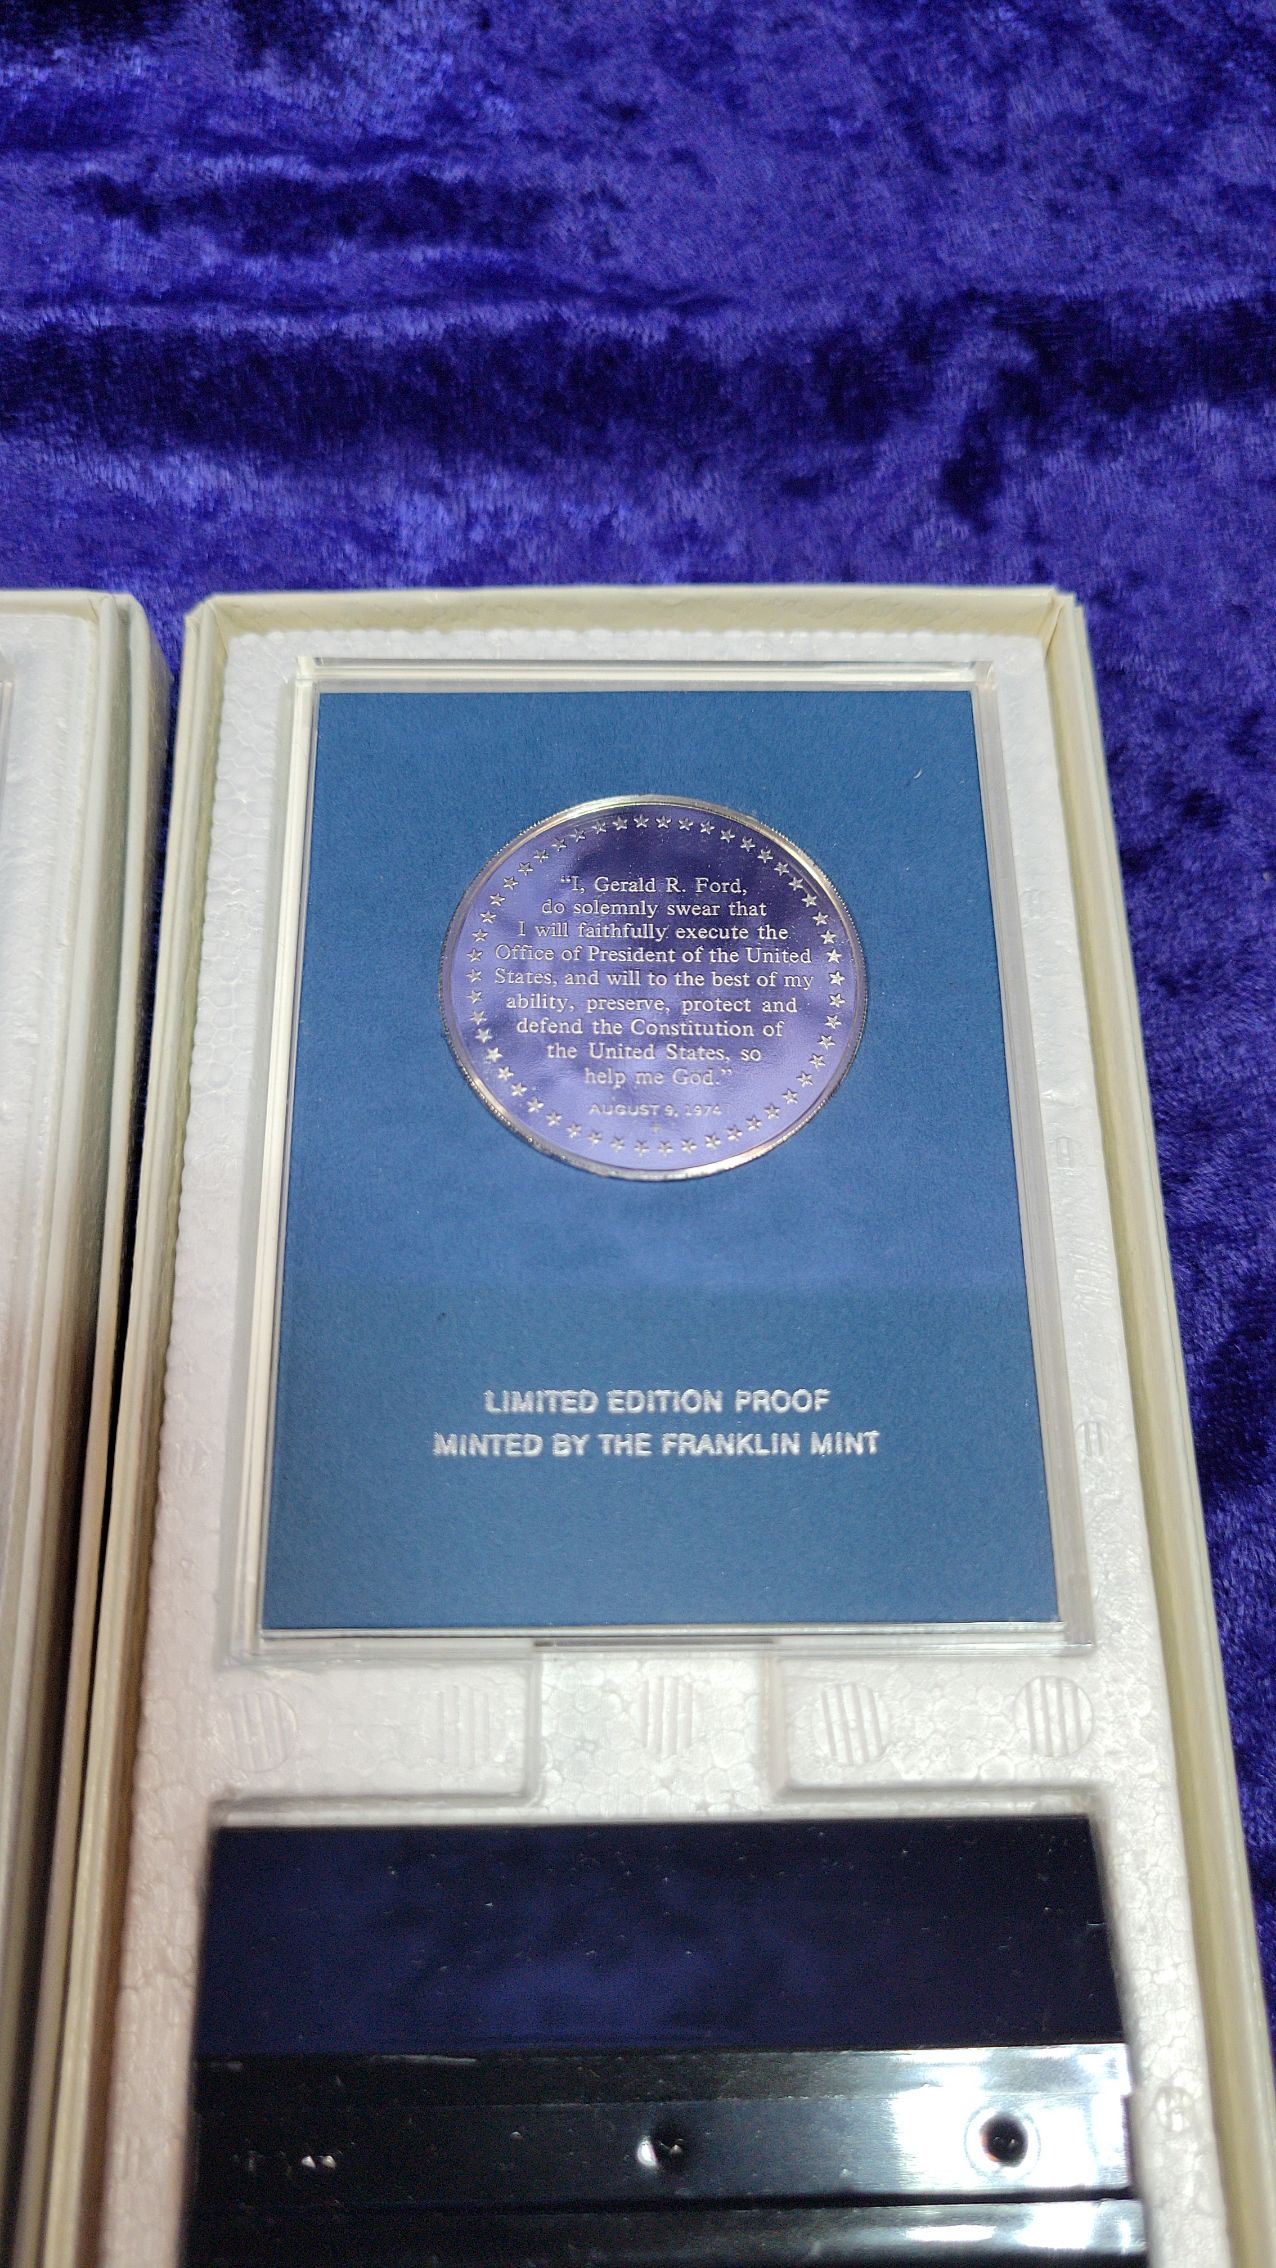 “I, Gerald R. Ford,
do solemnly swear that
I will faithfully execute the
Office of President of the United
States, and will to the best of my
ability, preserve, protect and
defend the Constitution of
the United States, so
help me God.”
AUGUST 9, 1974
LIMITED EDITION PROOF
MINTED BY THE FRANKLIN MINT